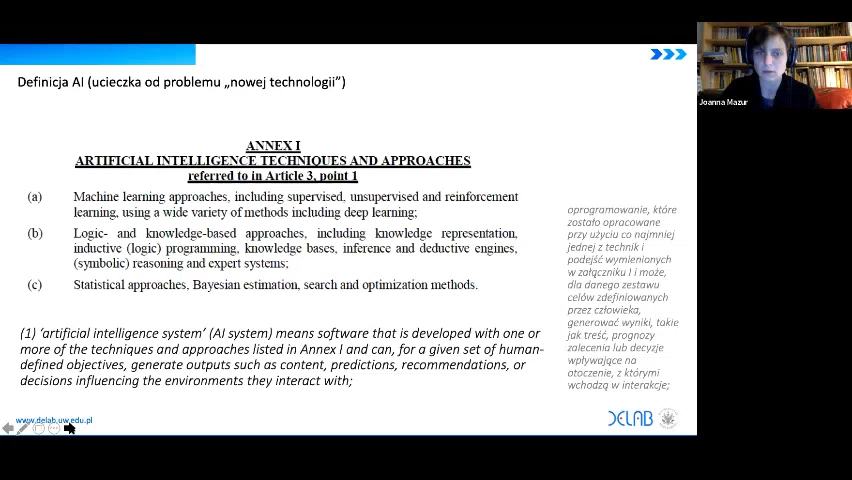 Definicja AI (ucieczka od problemu „nowej technologii”)
ANNEX I
ARTIFICIAL INTELLIGENCE TECHNIQUES AND APPROACHES
referred to in Article 3, point 1
(a) Machine learning approaches, including supervised, unsupervised and reinforcement
learning, using a wide variety of methods including deep learning;
(b) Logic- and knowledge-based approaches, including knowledge representation,
inductive (logic) programming, knowledge bases, inference and deductive engines,
(symbolic) reasoning and expert systems;
(c) Statistical approaches, Bayesian estimation, search and optimization methods.
(1) ‘artificial intelligence system’ (AI system) means software that is developed with one or
more of the techniques and approaches listed in Annex I and can, for a given set of human-
defined objectives, generate outputs such as content, predictions, recommendations, or
decisions influencing the environments they interact with;
oprogramowanie, które
zostało opracowane
przy użyciu co najmniej
jednej z technik i
podejść wymienionych
w załączniku I i może,
dla danego zestawu
celów zdefiniowanych
przez człowieka,
generować wyniki, takie
jak treść, prognozy
zalecenia lub decyzje
wpływające na
otoczenie, z którymi
wchodzą w interakcje;
www.delab.uw.edu.pl
DELAB
Joanna Mazur